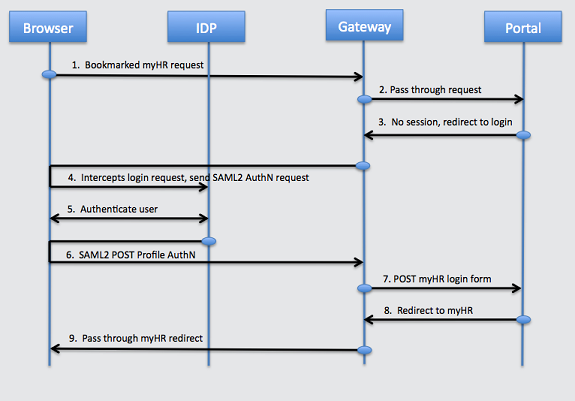 Browser
IDP
Gateway
Portal
1. Bookmarked myHR request
2. Pass through request
3. No session, redirect to login
4. Intercepts login request, send SAML2 AuthN request
5. Authenticate user
6. SAML2 POST Profile AuthN
7. POST myHR login form
8. Redirect to myHR
9. Pass through myHR redirect